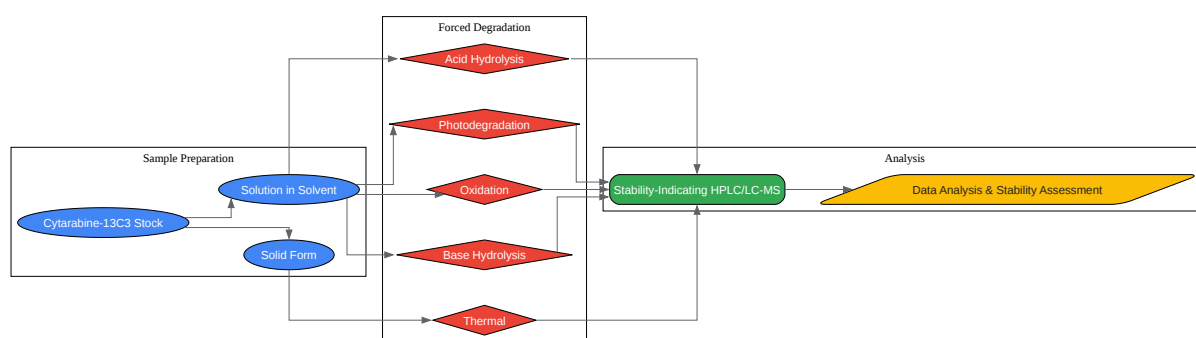 Forced Degradation
Acid Hydrolysis
Photodegradation
Sample Preparation
Analysis
Solution in Solvent
Oxidation
Stability-Indicating HPLC/LC-MS
Data Analysis & Stability Assessment
Cytarabine-13C3 Stock
Solid Form
Base Hydrolysis
Thermal